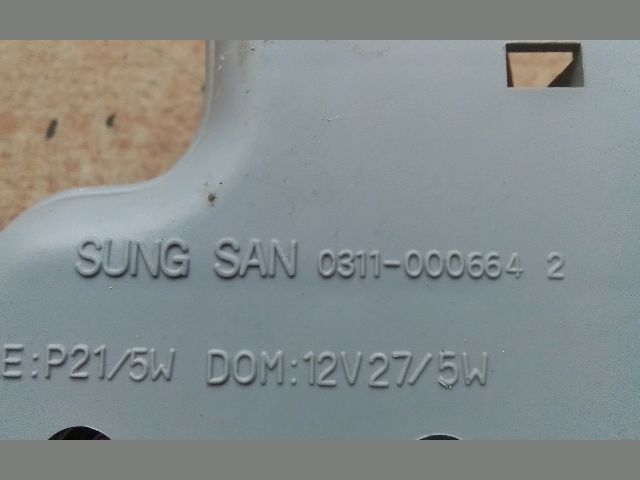 SUNG SAN 0311-000664 2
E:P21/5W DOM:12V27/5W